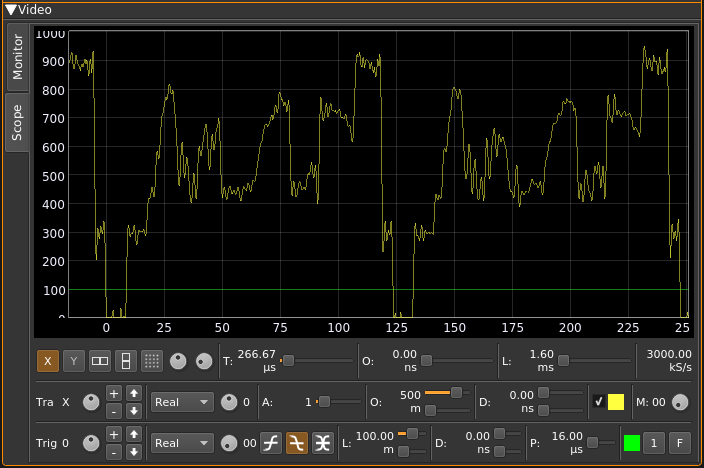 Video
Monitor
Scope
1000
900
800
700
600
500
400
300
200
100
0
0 25 50 75 100 125 150 175 200 225 25
X Y T: 266.67 µs O: 0.00 ns L: 1.60 ms 3000.00 kS/s
Tra X + - Real 0 A: 1 O: 500 m D: 0.00 ns M: 00
Trig 0 + - Real 00 L: 100.00 m D: 0.00 ns P: 16.00 µs 1 F